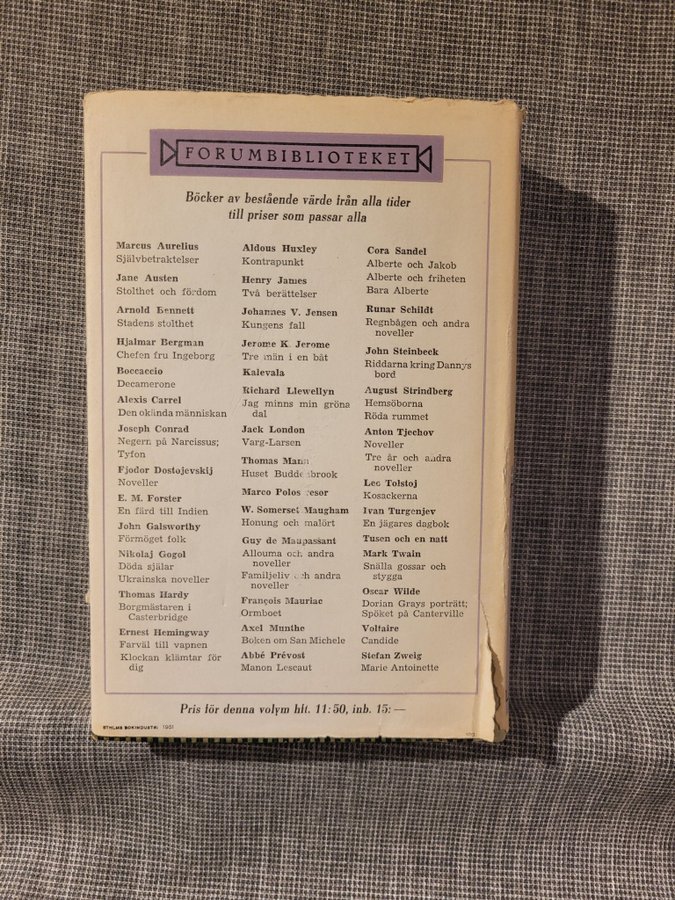 FORUMBIBLIOTEKET
Böcker av bestående värde från alla tider
till priser som passar alla
Marcus Aurelius
Självbetraktelser
Jane Austen
Stolthet och fördom
Arnold Bennett
Stadens stolthet
Hjalmar Bergman
Chefen fru Ingeborg
Boccaccio
Decamerone
Alexis Carrel
Den okända människan
Joseph Conrad
Negern på Narcissus;
Tyfon
Fjodor Dostojevskij
Noveller
E. M. Forster
En färd till Indien
John Galsworthy
Förmöget folk
Nikolaj Gogol
Döda själar
Ukrainska noveller
Thomas Hardy
Borgmästaren i
Casterbridge
Ernest Hemingway
Farväl till vapnen
Klockan klämtar för
dig
Aldous Huxley
Kontrapunkt
Henry James
Två berättelser
Johannes V. Jensen
Kungens fall
Jerome K. Jerome
Tre män i en båt
Kalevala
Richard Llewellyn
Jag minns min gröna
dal
Jack London
Varg-Larsen
Thomas Mann
Huset Buddenbrook
Marco Polos resor
W. Somerset Maugham
Honung och malört
Guy de Maupassant
Allouma och andra
noveller
Familjeliv och andra
noveller
François Mauriac
Ormboet
Axel Munthe
Boken om San Michele
Abbé Prévost
Manon Lescaut
Cora Sandel
Alberte och Jakob
Alberte och friheten
Bara Alberte
Runar Schildt
Regnbågen och andra
noveller
John Steinbeck
Riddarna kring Dannys
bord
August Strindberg
Hemsöborna
Röda rummet
Anton Tjechov
Noveller
Tre år och andra
noveller
Leo Tolstoj
Kosackerna
Ivan Turgenjev
En jägares dagbok
Tusen och en natt
Mark Twain
Snälla gossar och
stygga
Oscar Wilde
Dorian Grays porträtt;
Spöket på Canterville
Voltaire
Candide
Stefan Zweig
Marie Antoinette
Pris för denna volym hft. 11:50, inb. 15:—
STHLMS BOKINDUSTRI 1951